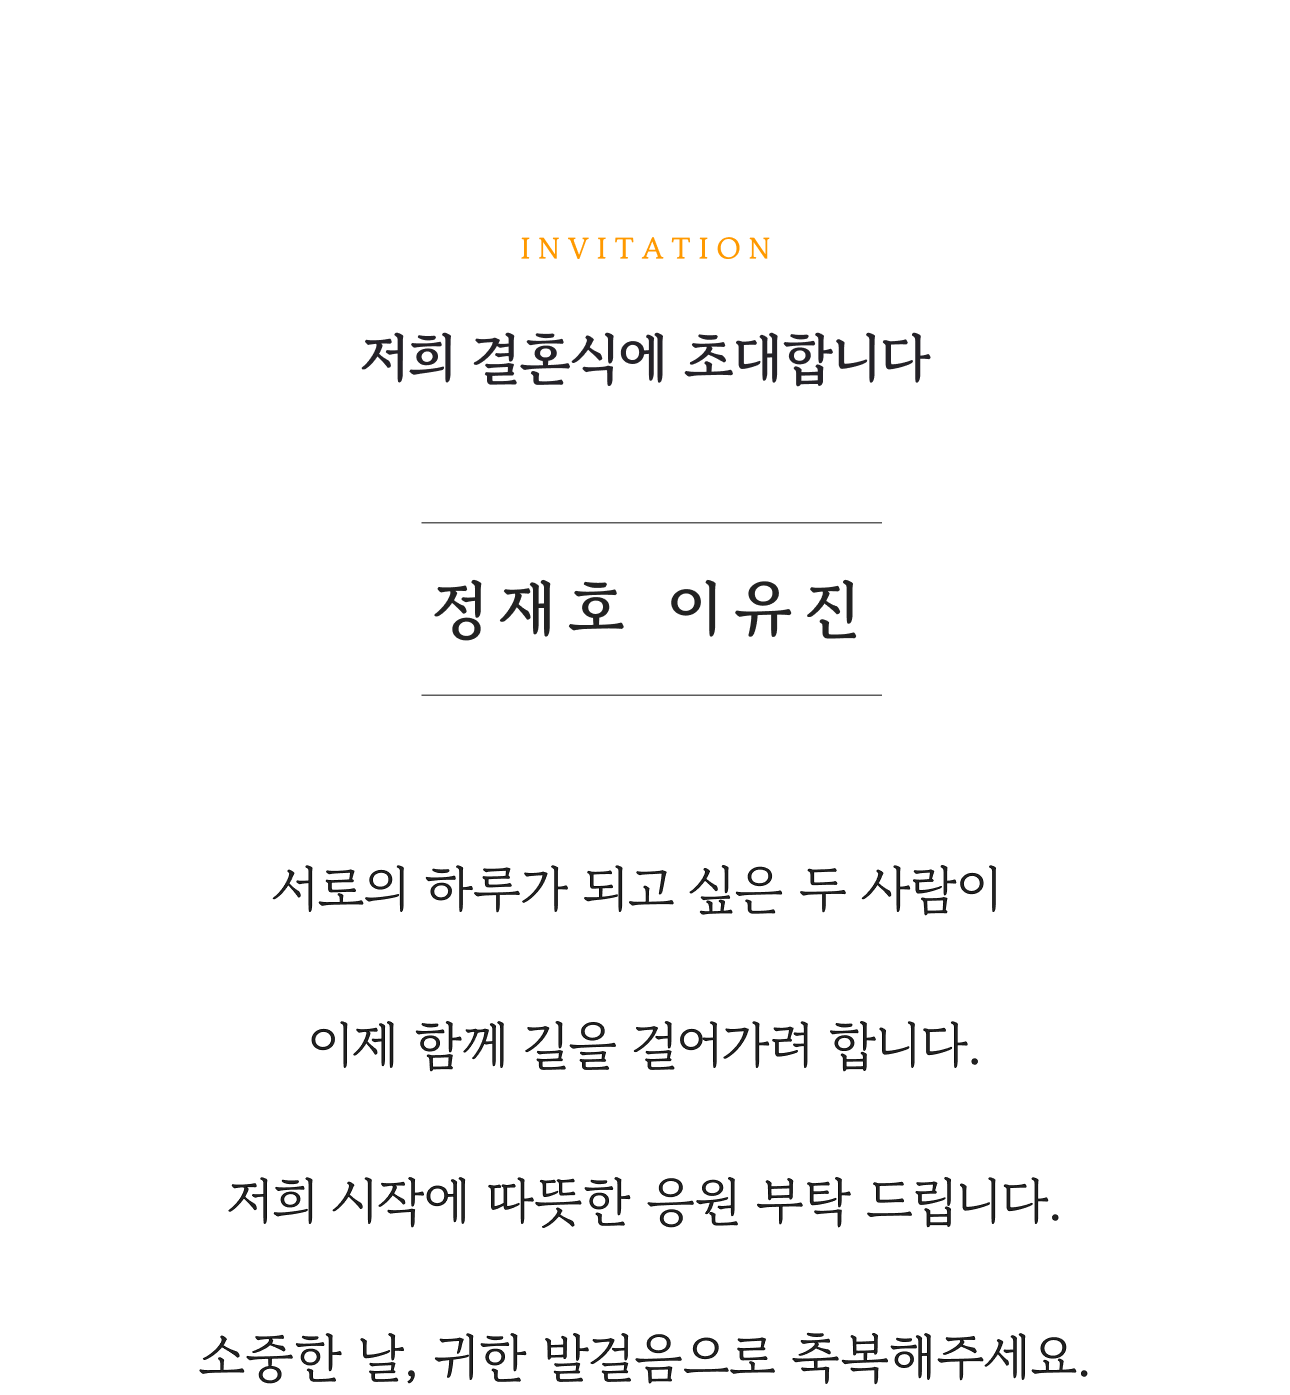 INVITATION
저희 결혼식에 초대합니다
정재호 이유진
서로의 하루가 되고 싶은 두 사람이
이제 함께 길을 걸어가려 합니다.
저희 시작에 따뜻한 응원 부탁 드립니다.
소중한 날, 귀한 발걸음으로 축복해주세요.